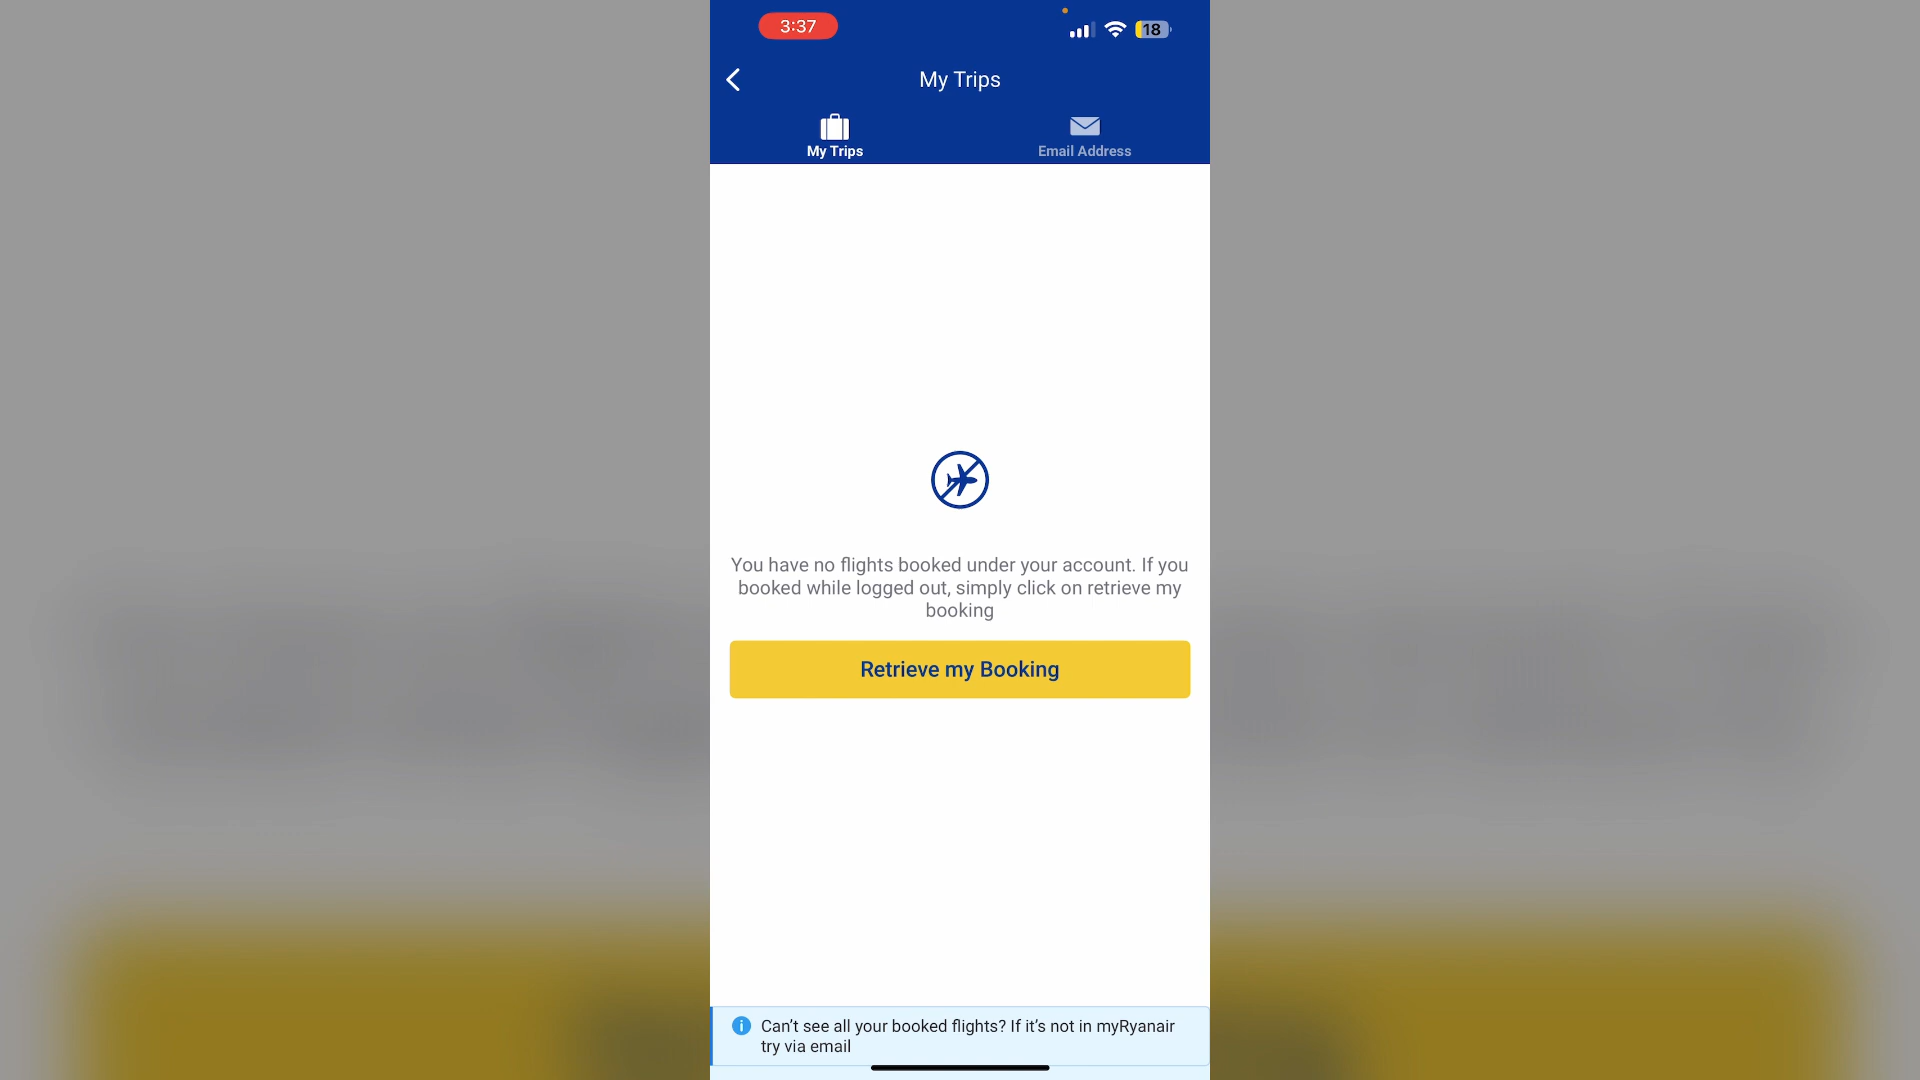 3:37
18
My Trips
My Trips
Email Address
You have no flights booked under your account. If you
booked while logged out, simply click on retrieve my
booking
Retrieve my Booking
Can’t see all your booked flights? If it’s not in myRyanair
try via email